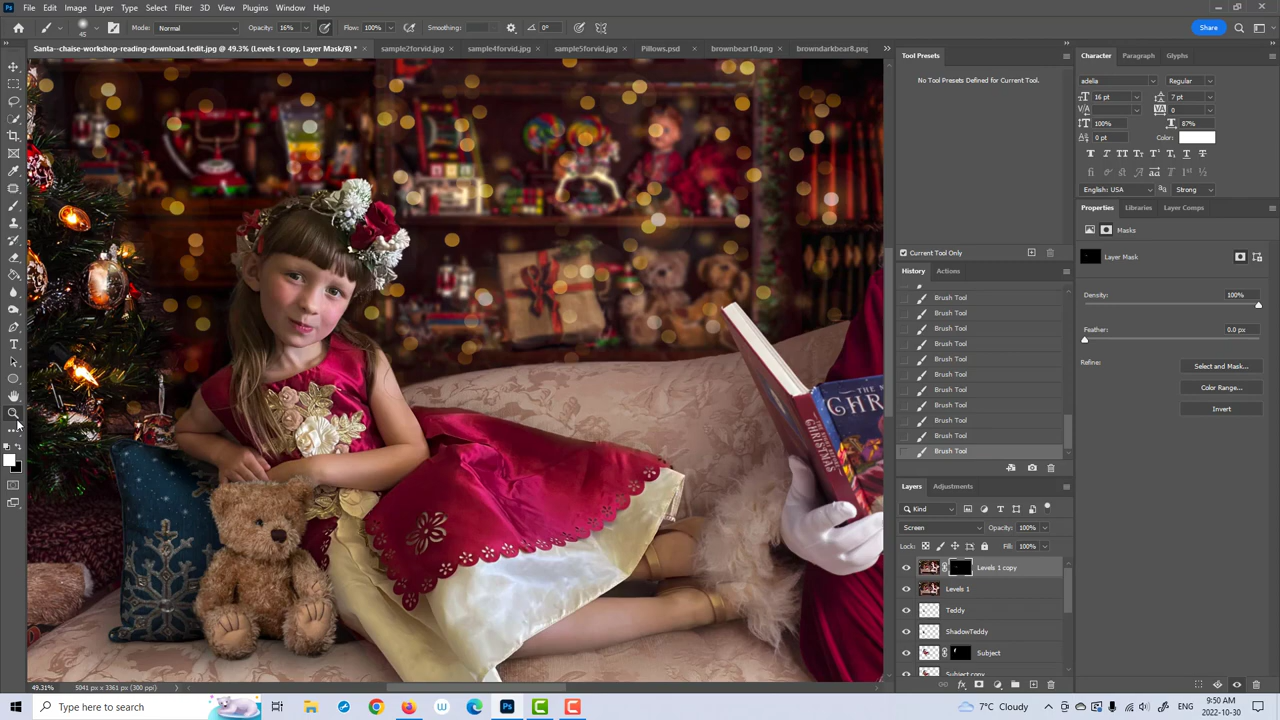 File Edit Image Layer Type Select Filter 3D View Plugins Window Help
45 Mode: Normal Opacity: 16% Flow: 100% Smoothing: 0° Share
Santa--chaise-workshop-reading-download.1edit.jpg @ 49.3% (Levels 1 copy, Layer Mask/8) * × sample2forvid.jpg × sample4forvid.jpg × sample5forvid.jpg × Pillows.psd × brownbear10.png × browndarkbear8.png
Tool Presets
No Tool Presets Defined for Current Tool.
Current Tool Only
History Actions
Brush Tool
Brush Tool
Brush Tool
Brush Tool
Brush Tool
Brush Tool
Brush Tool
Brush Tool
Brush Tool
Brush Tool
Brush Tool
Layers Adjustments
Kind
Screen Opacity: 100%
Lock: Fill: 100%
Levels 1 copy
Levels 1
Teddy
ShadowTeddy
Subject
Subject copy
Character Paragraph Glyphs
adelia Regular
16 pt 7 pt
0
100% 87%
0 pt Color:
English: USA Strong
Properties Libraries Layer Comps
Masks
Layer Mask
Density: 100%
Feather: 0.0 px
Refine: Select and Mask...
Color Range...
Invert
CHRIS
CHRISTMAS
49.31% 5041 px x 3361 px (300 ppi)
Type here to search
7°C Cloudy ENG 9:50 AM
2022-10-30